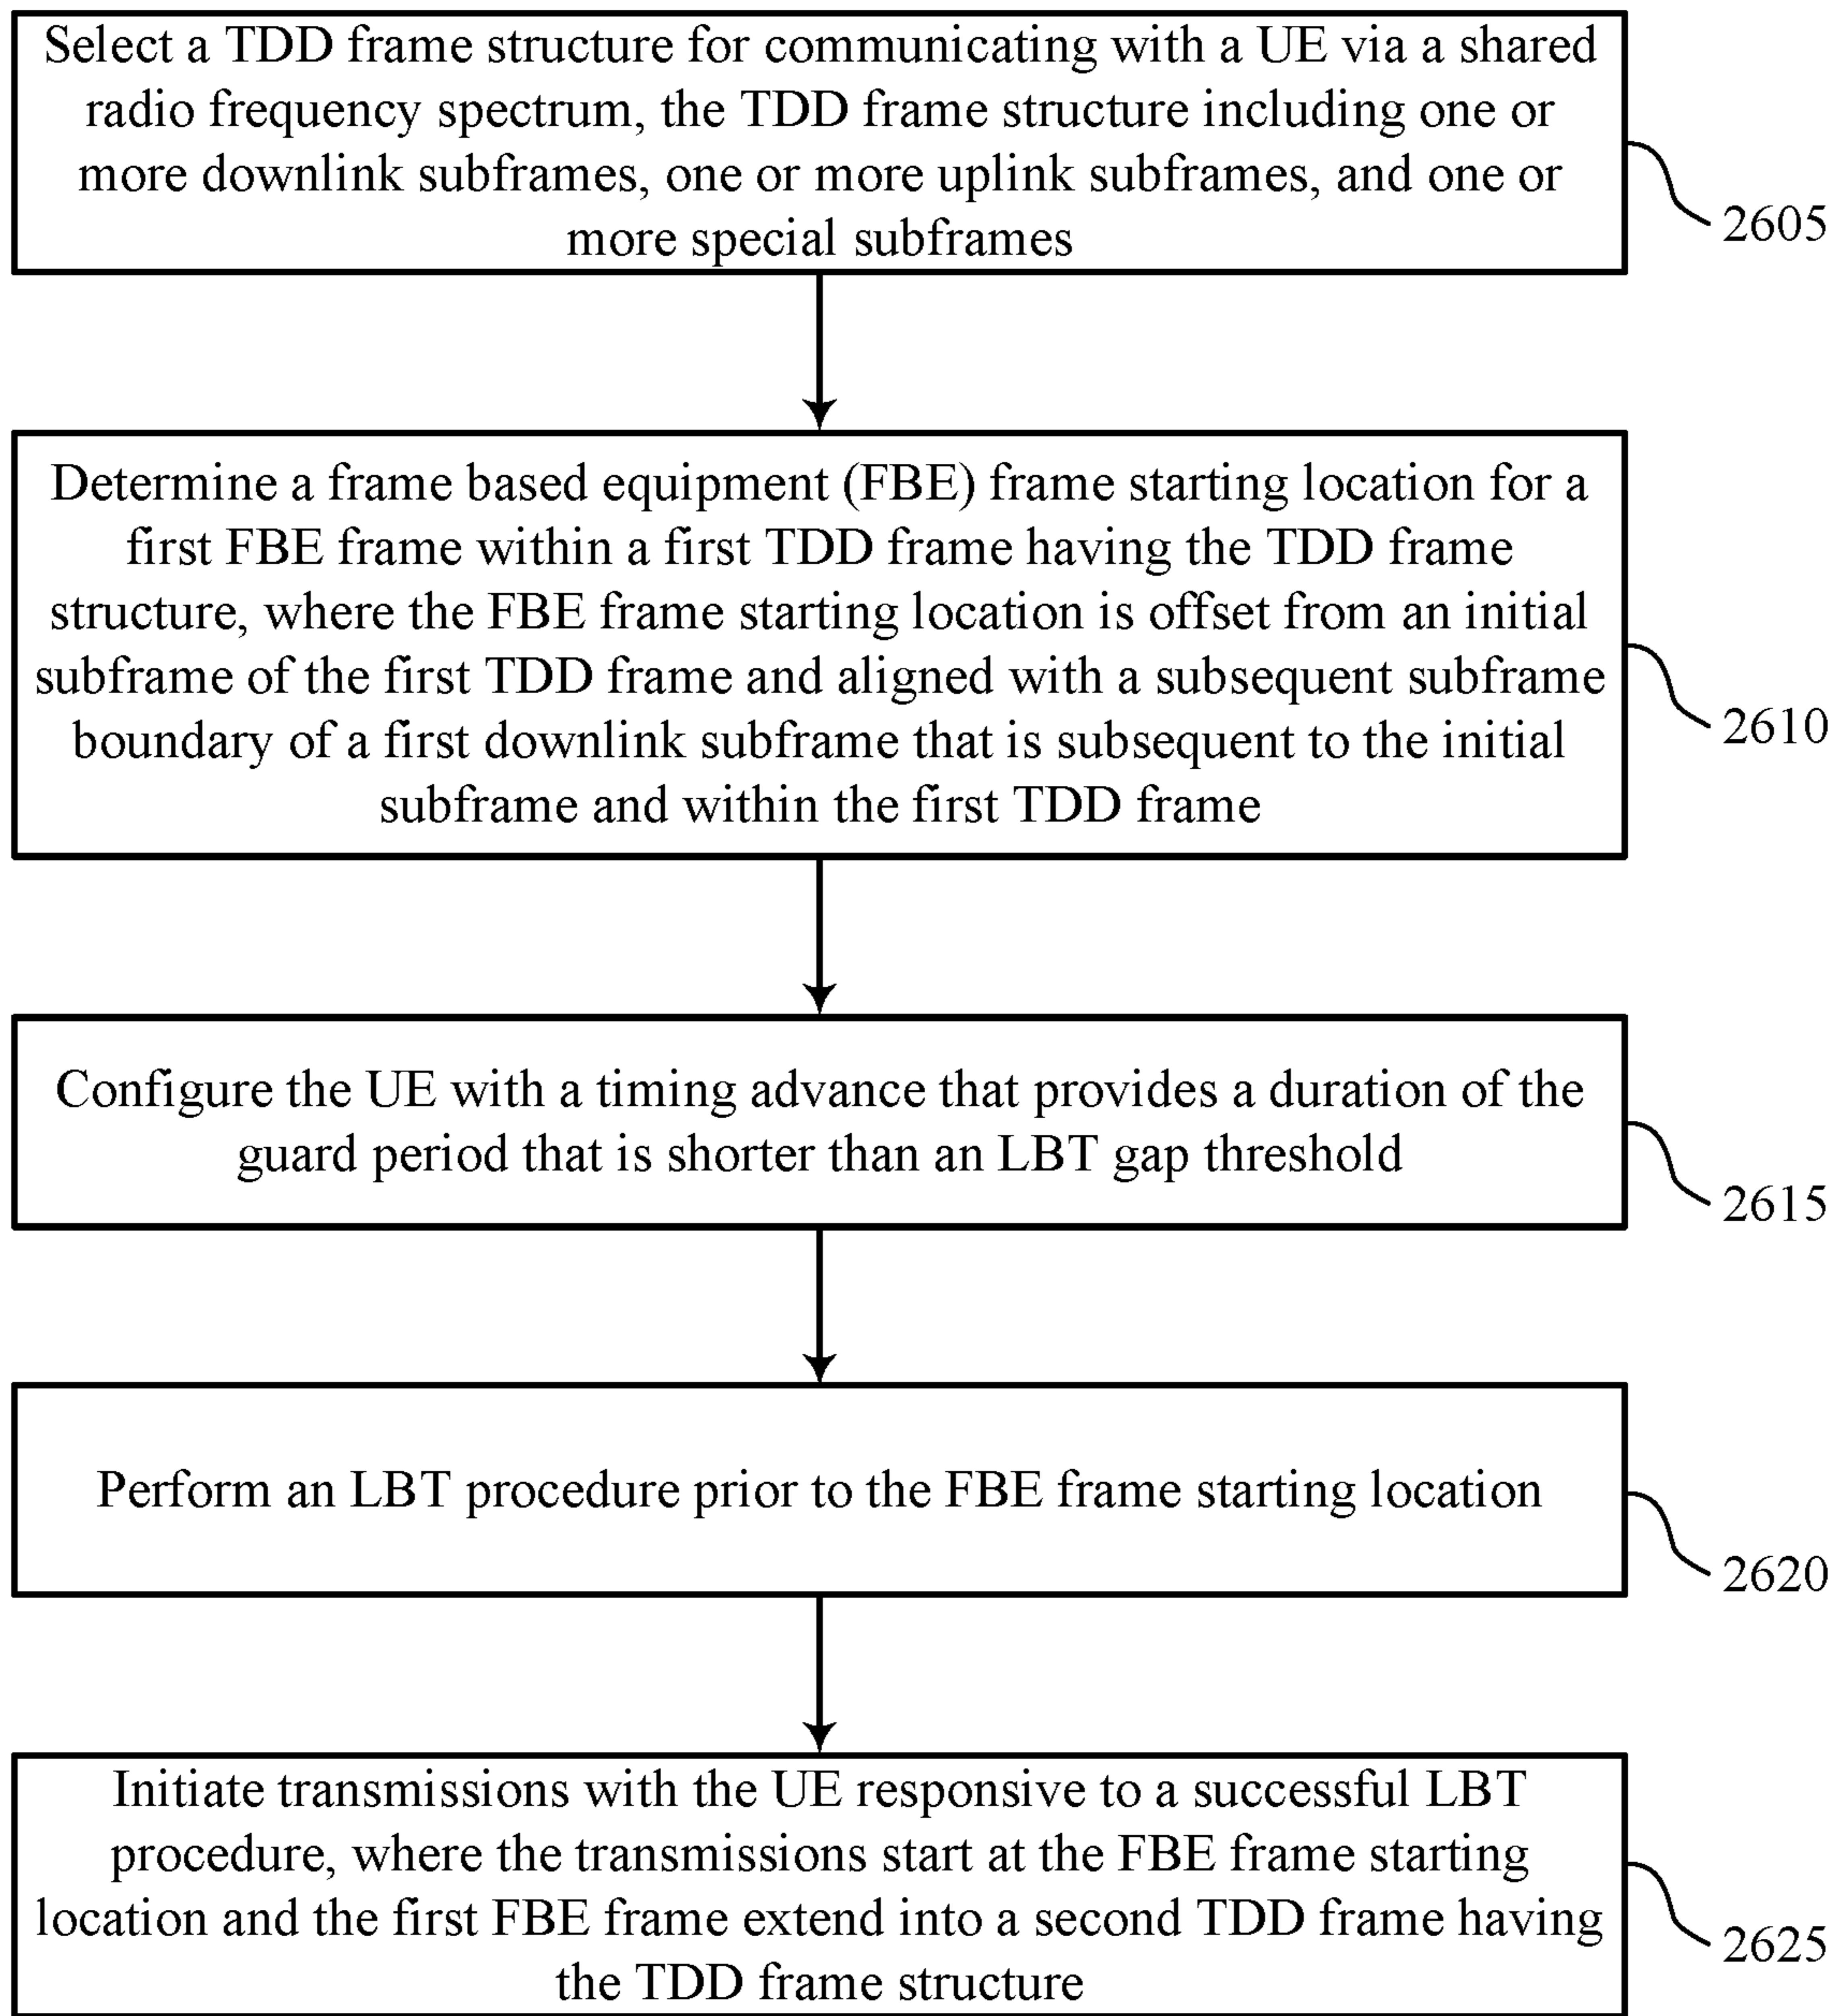 Select a TDD frame structure for communicating with a UE via a shared
radio frequency spectrum, the TDD frame structure including one or
more downlink subframes, one or more uplink subframes, and one or
more special subframes
2605
Determine a frame based equipment (FBE) frame starting location for a
first FBE frame within a first TDD frame having the TDD frame
structure, where the FBE frame starting location is offset from an initial
subframe of the first TDD frame and aligned with a subsequent subframe
boundary of a first downlink subframe that is subsequent to the initial
subframe and within the first TDD frame
2610
Configure the UE with a timing advance that provides a duration of the
guard period that is shorter than an LBT gap threshold
2615
Perform an LBT procedure prior to the FBE frame starting location
2620
Initiate transmissions with the UE responsive to a successful LBT
procedure, where the transmissions start at the FBE frame starting
location and the first FBE frame extend into a second TDD frame having
the TDD frame structure
2625